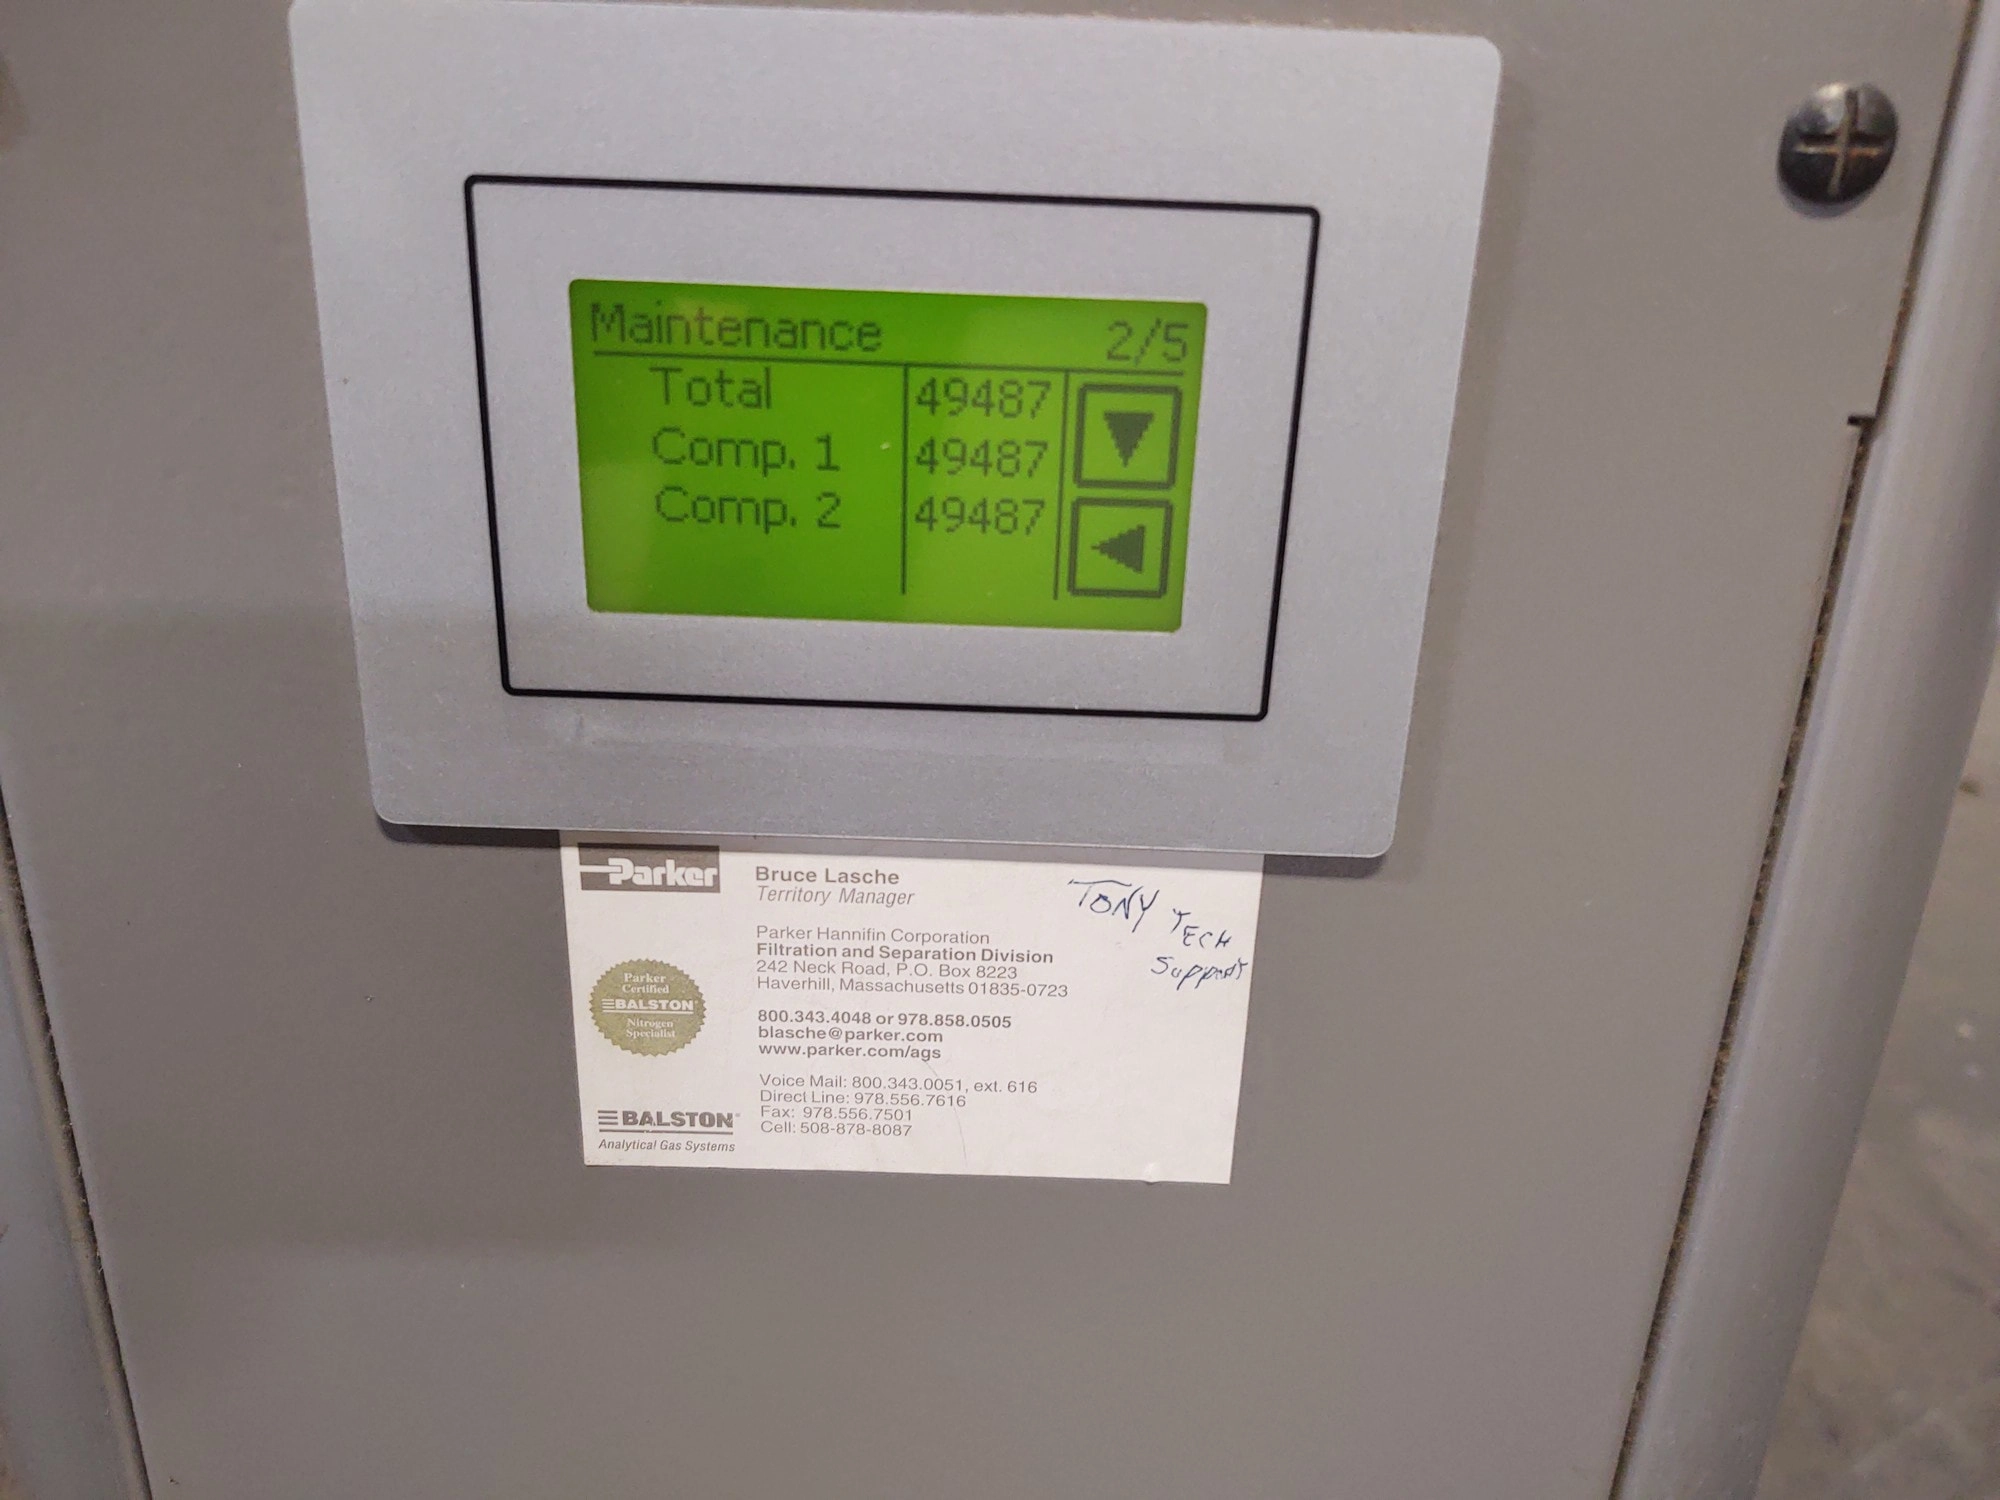 Maintenance 2/5
Total 49487
Comp. 1 49487
Comp. 2 49487
Parker
Bruce Lasche
Territory Manager
TONY TECH
Support
Parker Hannifin Corporation
Filtration and Separation Division
242 Neck Road, P.O. Box 8223
Haverhill, Massachusetts 01835-0723
Parker
Certified
BALSTON
Nitrogen
Specialist
800.343.4048 or 978.858.0505
blasche@parker.com
www.parker.com/ags
Voice Mail: 800.343.0051, ext. 616
Direct Line: 978.556.7616
Fax: 978.556.7501
Cell: 508-878-8087
BALSTON®
Analytical Gas Systems